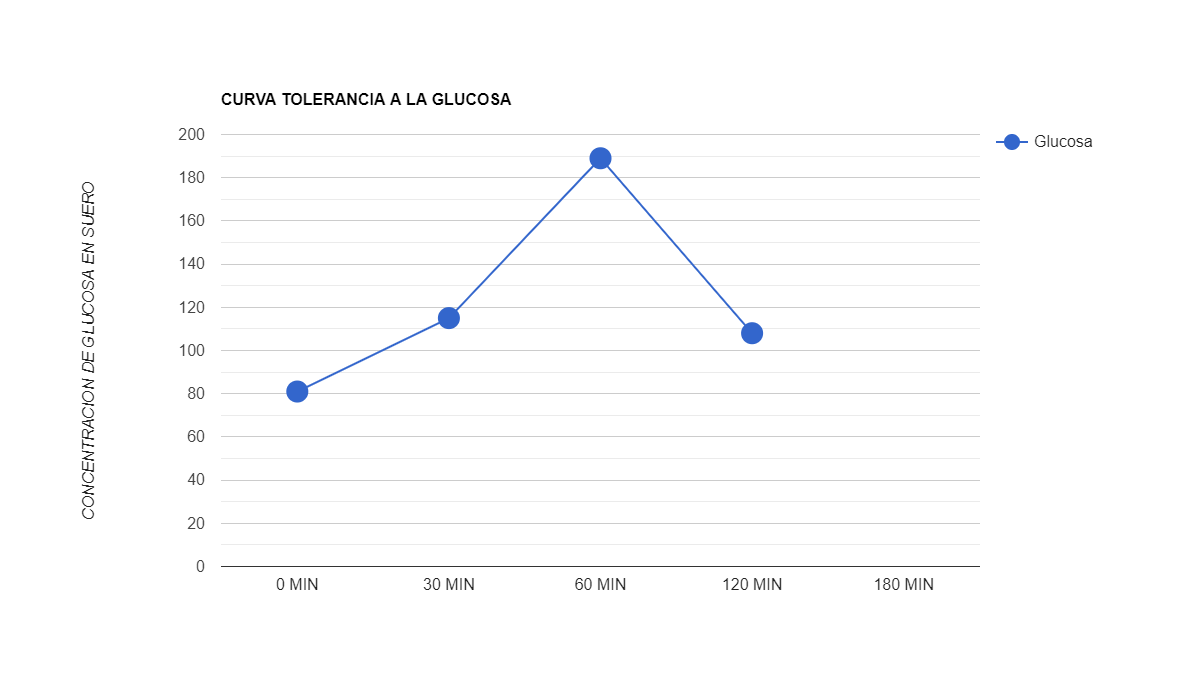 CURVA TOLERANCIA A LA GLUCOSA
Glucosa
CONCENTRACION DE GLUCOSA EN SUERO
200
180
160
140
120
100
80
60
40
20
0
0 MIN 30 MIN 60 MIN 120 MIN 180 MIN